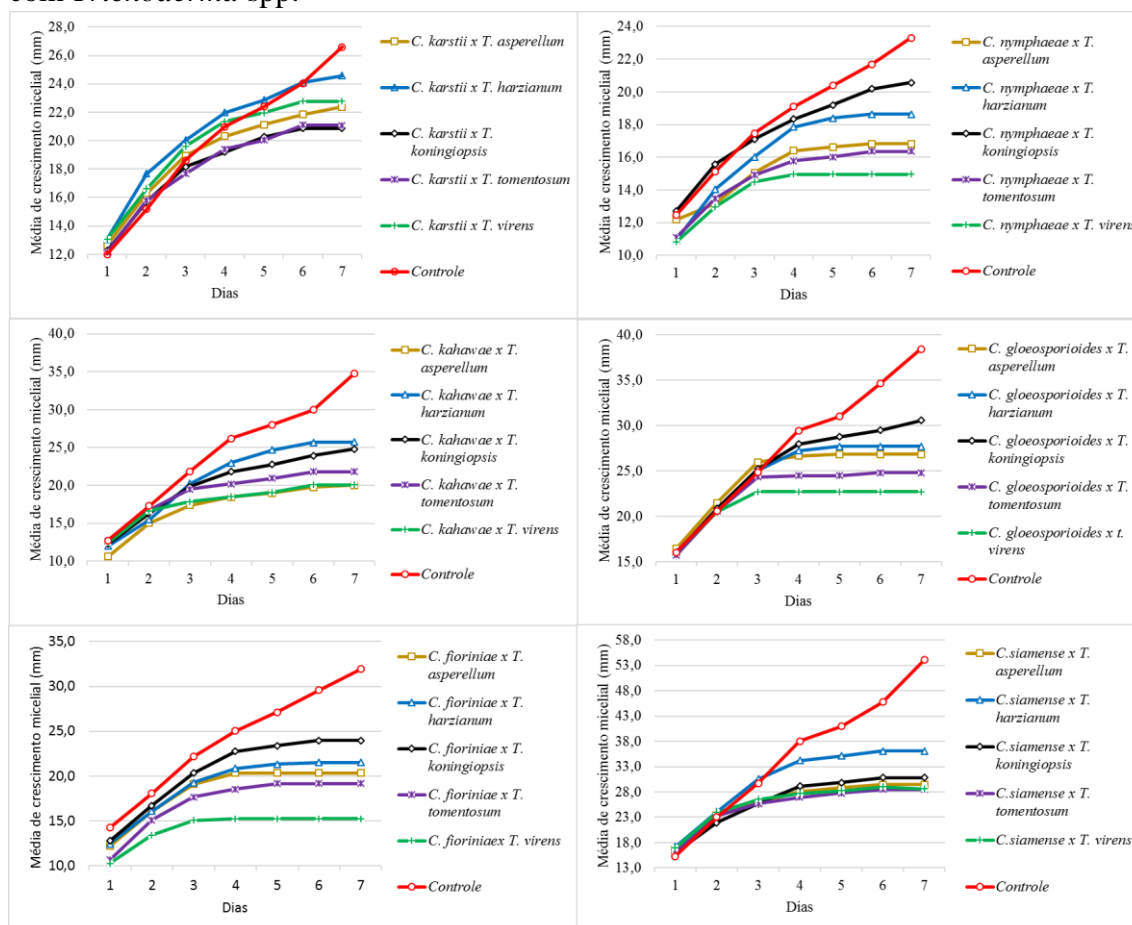 com Trichoderma spp.
Média de crescimento micelial (mm)
28,0
26,0
24,0
22,0
20,0
18,0
16,0
14,0
12,0
1 2 3 4 5 6 7
Dias
C. karstii x T. asperellum
C. karstii x T. harzianum
C. karstii x T.
koningiopsis
C. karstii x T. tomentosum
C. karstii x T. virens
Controle
Média de crescimento micelial (mm)
24,0
22,0
20,0
18,0
16,0
14,0
12,0
10,0
1 2 3 4 5 6 7
Dias
C. nymphaeae x T.
asperellum
C. nymphaeae x T.
harzianum
C. nymphaeae x T.
koningiopsis
C. nymphaeae x T.
tomentosum
C. nymphaeae x T. virens
Controle
Média de crescimento micelial (mm)
40,0
35,0
30,0
25,0
20,0
15,0
10,0
1 2 3 4 5 6 7
Dias
C. kahawae x T.
asperellum
C. kahawae x T.
harzianum
C. kahawae x T.
koningiopsis
C. kahawae x T.
tomentosum
C. kahawae x T. virens
Controle
Média de crescimento micelial (mm)
40,0
35,0
30,0
25,0
20,0
15,0
1 2 3 4 5 6 7
Dias
C. gloeosporioides x T.
asperellum
C. gloeosporioides x T.
harzianum
C. gloeosporioides x T.
koningiopsis
C. gloeosporioides x T.
tomentosum
C. gloeosporioides x t.
virens
Controle
Média de crescimento micelial (mm)
35,0
30,0
25,0
20,0
15,0
10,0
1 2 3 4 5 6 7
Dias
C. fioriniae x T.
asperellum
C. fioriniae x T.
harzianum
C. fioriniae x T.
koningiopsis
C. fioriniae x T.
tomentosum
C. fioriniaex T. virens
Controle
Média de crescimento micelial (mm)
58,0
53,0
48,0
43,0
38,0
33,0
28,0
23,0
18,0
13,0
1 2 3 4 5 6 7
Dias
C.siamense x T.
asperellum
C.siamense x T.
harzianum
C.siamense x T.
koningiopsis
C.siamense x T.
tomentosum
C.siamense x T. virens
Controle